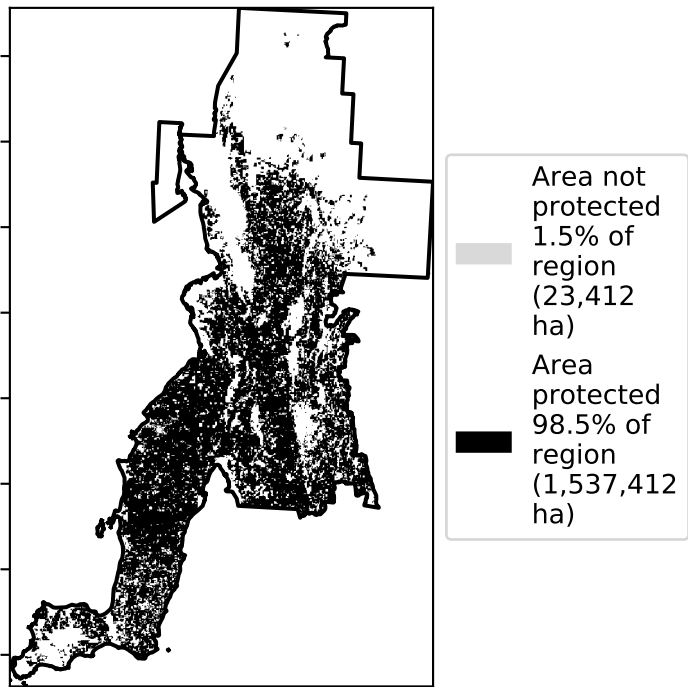 Area not
protected
1.5% of
region
(23,412
ha)
Area
protected
98.5% of
region
(1,537,412
ha)